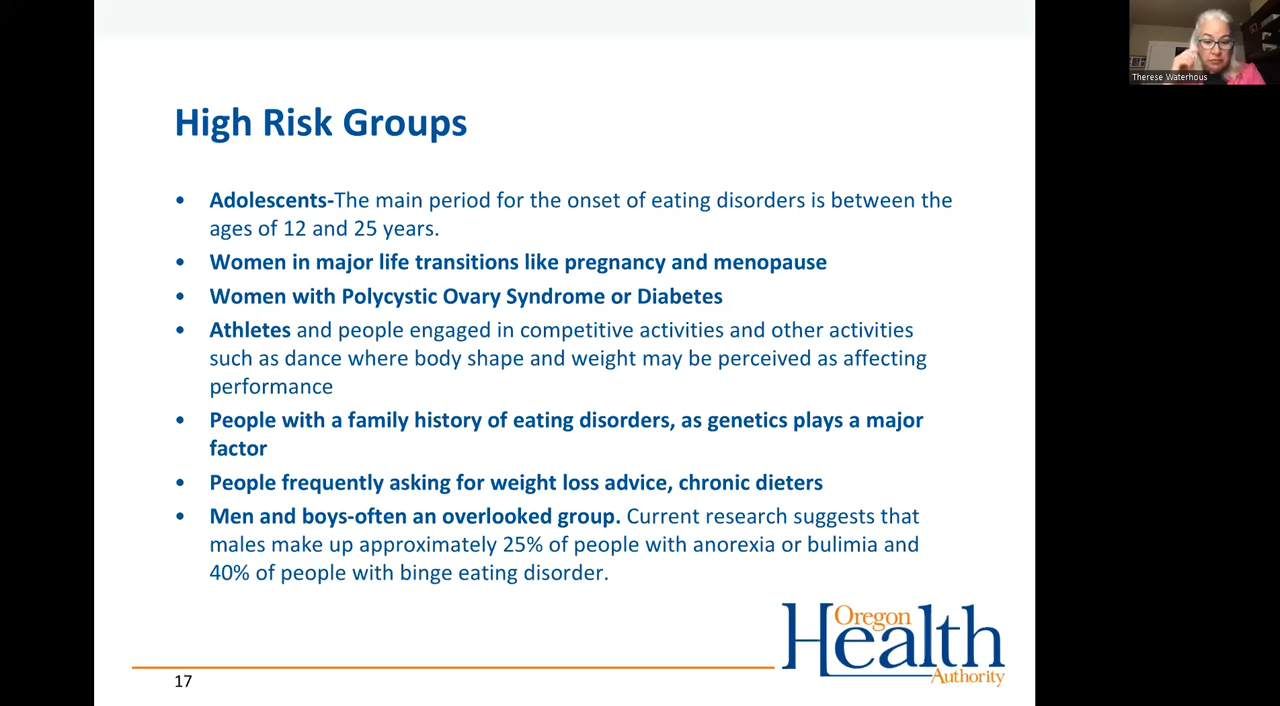 High Risk Groups
• Adolescents-The main period for the onset of eating disorders is between the
ages of 12 and 25 years.
• Women in major life transitions like pregnancy and menopause
• Women with Polycystic Ovary Syndrome or Diabetes
• Athletes and people engaged in competitive activities and other activities
such as dance where body shape and weight may be perceived as affecting
performance
• People with a family history of eating disorders, as genetics plays a major
factor
• People frequently asking for weight loss advice, chronic dieters
• Men and boys-often an overlooked group. Current research suggests that
males make up approximately 25% of people with anorexia or bulimia and
40% of people with binge eating disorder.
Oregon
Health
Authority
17
Therese Waterhous